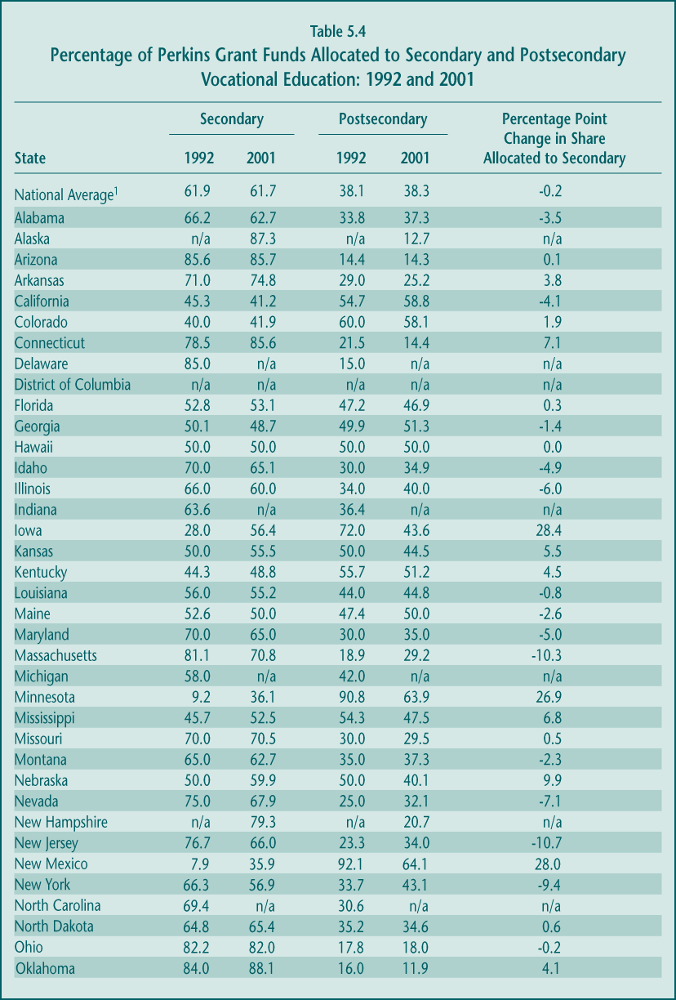 Table 5.4
Percentage of Perkins Grant Funds Allocated to Secondary and Postsecondary
Vocational Education: 1992 and 2001
Secondary Postsecondary Percentage Point
Change in Share
State 1992 2001 1992 2001 Allocated to Secondary
National Average1 61.9 61.7 38.1 38.3 -0.2
Alabama 66.2 62.7 33.8 37.3 -3.5
Alaska n/a 87.3 n/a 12.7 n/a
Arizona 85.6 85.7 14.4 14.3 0.1
Arkansas 71.0 74.8 29.0 25.2 3.8
California 45.3 41.2 54.7 58.8 -4.1
Colorado 40.0 41.9 60.0 58.1 1.9
Connecticut 78.5 85.6 21.5 14.4 7.1
Delaware 85.0 n/a 15.0 n/a n/a
District of Columbia n/a n/a n/a n/a n/a
Florida 52.8 53.1 47.2 46.9 0.3
Georgia 50.1 48.7 49.9 51.3 -1.4
Hawaii 50.0 50.0 50.0 50.0 0.0
Idaho 70.0 65.1 30.0 34.9 -4.9
Illinois 66.0 60.0 34.0 40.0 -6.0
Indiana 63.6 n/a 36.4 n/a n/a
Iowa 28.0 56.4 72.0 43.6 28.4
Kansas 50.0 55.5 50.0 44.5 5.5
Kentucky 44.3 48.8 55.7 51.2 4.5
Louisiana 56.0 55.2 44.0 44.8 -0.8
Maine 52.6 50.0 47.4 50.0 -2.6
Maryland 70.0 65.0 30.0 35.0 -5.0
Massachusetts 81.1 70.8 18.9 29.2 -10.3
Michigan 58.0 n/a 42.0 n/a n/a
Minnesota 9.2 36.1 90.8 63.9 26.9
Mississippi 45.7 52.5 54.3 47.5 6.8
Missouri 70.0 70.5 30.0 29.5 0.5
Montana 65.0 62.7 35.0 37.3 -2.3
Nebraska 50.0 59.9 50.0 40.1 9.9
Nevada 75.0 67.9 25.0 32.1 -7.1
New Hampshire n/a 79.3 n/a 20.7 n/a
New Jersey 76.7 66.0 23.3 34.0 -10.7
New Mexico 7.9 35.9 92.1 64.1 28.0
New York 66.3 56.9 33.7 43.1 -9.4
North Carolina 69.4 n/a 30.6 n/a n/a
North Dakota 64.8 65.4 35.2 34.6 0.6
Ohio 82.2 82.0 17.8 18.0 -0.2
Oklahoma 84.0 88.1 16.0 11.9 4.1